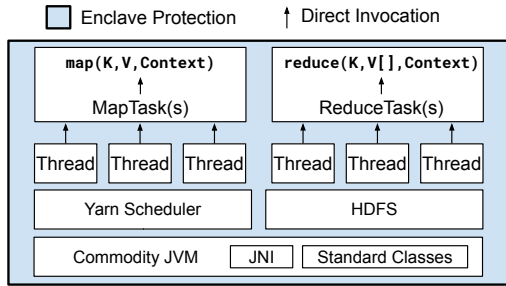 Enclave Protection Direct Invocation
map(K,V,Context) reduce(K,V[],Context)
MapTask(s) ReduceTask(s)
Thread Thread Thread Thread Thread Thread
Yarn Scheduler HDFS
Commodity JVM JNI Standard Classes